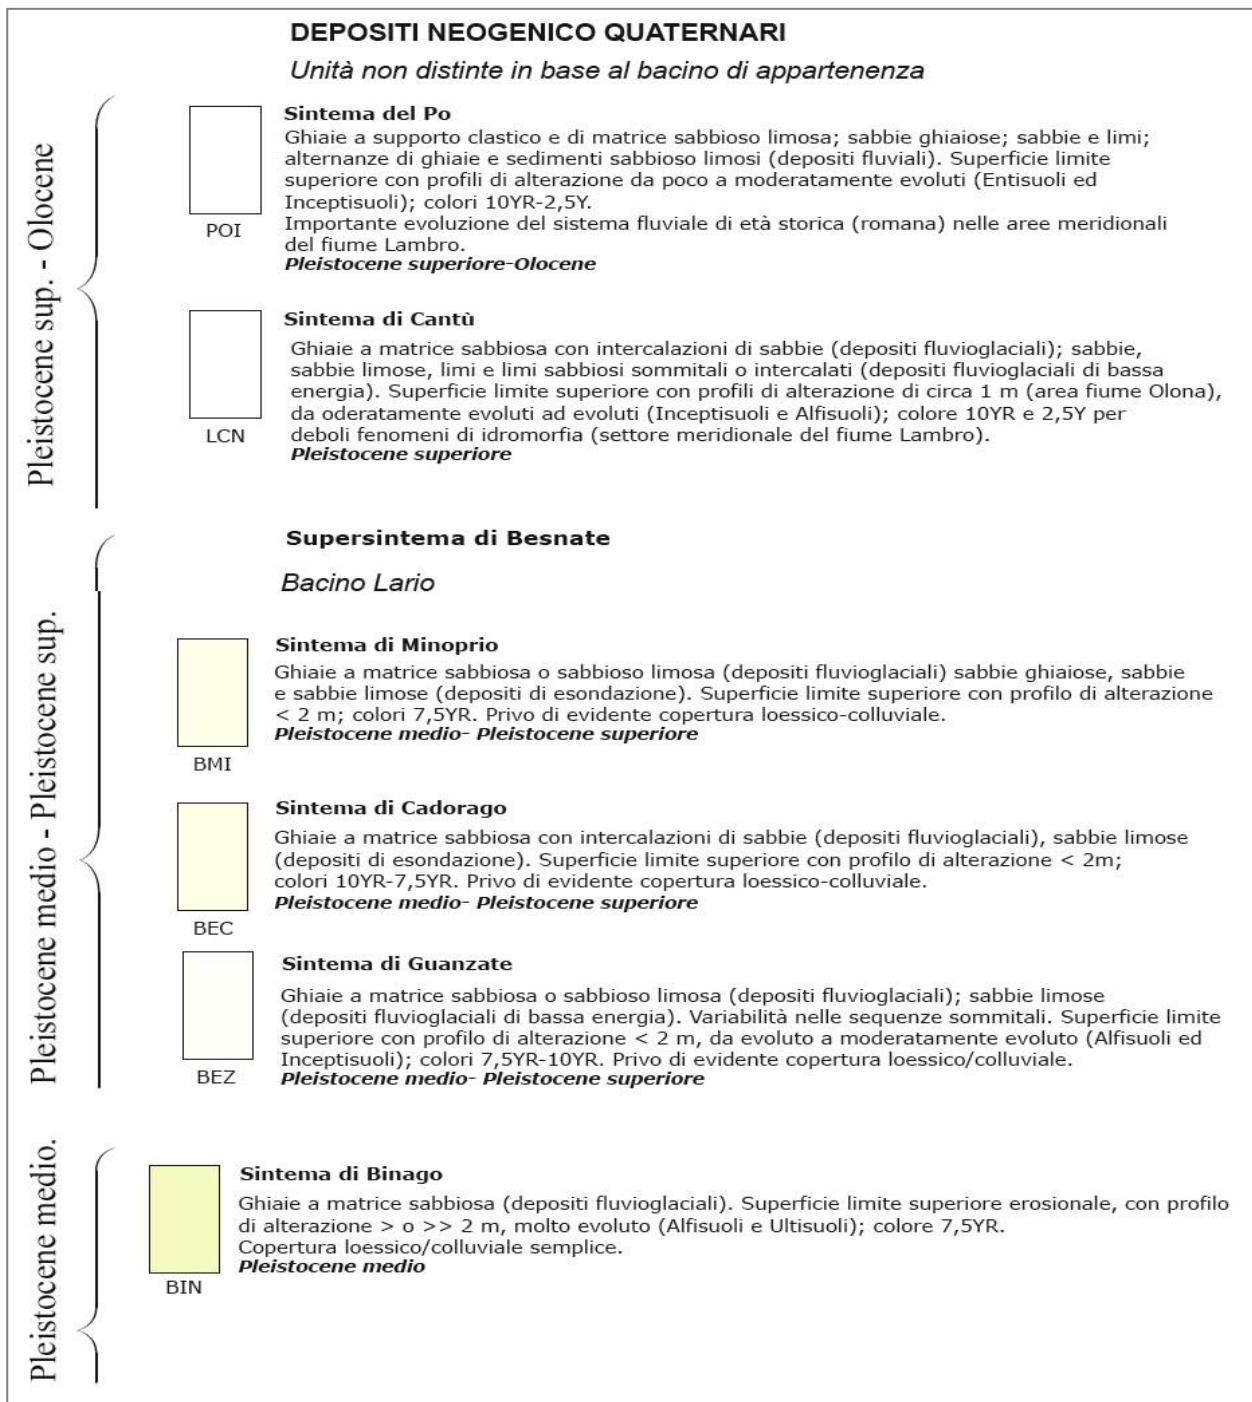 DEPOSITI NEOGENICO QUATERNARI
Unità non distinte in base al bacino di appartenenza
Pleistocene sup. - Olocene
Sintema del Po
Ghiaie a supporto clastico e di matrice sabbioso limosa; sabbie ghiaiose; sabbie e limi;
alternanze di ghiaie e sedimenti sabbioso limosi (depositi fluviali). Superficie limite
superiore con profili di alterazione da poco a moderatamente evoluti (Entisuoli ed
Inceptisuoli); colori 10YR-2,5Y.
Importante evoluzione del sistema fluviale di età storica (romana) nelle aree meridionali
del fiume Lambro.
Pleistocene superiore-Olocene
POI
Sintema di Cantù
Ghiaie a matrice sabbiosa con intercalazioni di sabbie (depositi fluvioglaciali); sabbie,
sabbie limose, limi e limi sabbiosi sommitali o intercalati (depositi fluvioglaciali di bassa
energia). Superficie limite superiore con profili di alterazione di circa 1 m (area fiume Olona),
da oderatamente evoluti ad evoluti (Inceptisuoli e Alfisuoli); colore 10YR e 2,5Y per
deboli fenomeni di idromorfia (settore meridionale del fiume Lambro).
Pleistocene superiore
LCN
Pleistocene medio - Pleistocene sup.
Supersintema di Besnate
Bacino Lario
Sintema di Minoprio
Ghiaie a matrice sabbiosa o sabbioso limosa (depositi fluvioglaciali) sabbie ghiaiose, sabbie
e sabbie limose (depositi di esondazione). Superficie limite superiore con profilo di alterazione
< 2 m; colori 7,5YR. Privo di evidente copertura loessico-colluviale.
Pleistocene medio- Pleistocene superiore
BMI
Sintema di Cadorago
Ghiaie a matrice sabbiosa con intercalazioni di sabbie (depositi fluvioglaciali), sabbie limose
(depositi di esondazione). Superficie limite superiore con profilo di alterazione < 2m;
colori 10YR-7,5YR. Privo di evidente copertura loessico-colluviale.
Pleistocene medio- Pleistocene superiore
BEC
Sintema di Guanzate
Ghiaie a matrice sabbiosa o sabbioso limosa (depositi fluvioglaciali); sabbie limose
(depositi fluvioglaciali di bassa energia). Variabilità nelle sequenze sommitali. Superficie limite
superiore con profilo di alterazione < 2 m, da evoluto a moderatamente evoluto (Alfisuoli ed
Inceptisuoli); colori 7,5YR-10YR. Privo di evidente copertura loessico/colluviale.
Pleistocene medio- Pleistocene superiore
BEZ
Pleistocene medio.
Sintema di Binago
Ghiaie a matrice sabbiosa (depositi fluvioglaciali). Superficie limite superiore erosionale, con profilo
di alterazione > o >> 2 m, molto evoluto (Alfisuoli e Ultisuoli); colore 7,5YR.
Copertura loessico/colluviale semplice.
Pleistocene medio
BIN